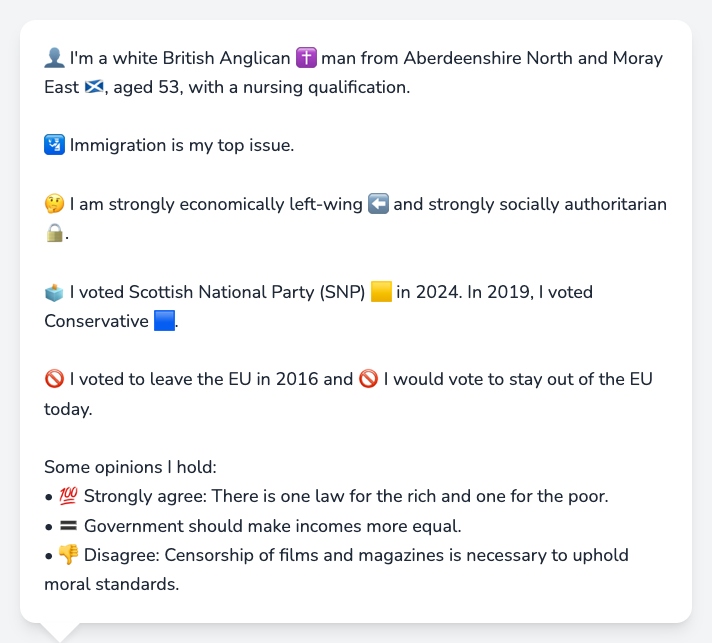 👤 I'm a white British Anglican ✝️ man from Aberdeenshire North and Moray
East 🏴󠁧󠁢󠁳󠁣󠁴󠁿, aged 53, with a nursing qualification.
🛂 Immigration is my top issue.
🤔 I am strongly economically left-wing ⬅️ and strongly socially authoritarian
🔒.
🗳️ I voted Scottish National Party (SNP) 🟨 in 2024. In 2019, I voted
Conservative 🟦.
🚫 I voted to leave the EU in 2016 and 🚫 I would vote to stay out of the EU
today.
Some opinions I hold:
• 💯 Strongly agree: There is one law for the rich and one for the poor.
• 🟰 Government should make incomes more equal.
• 👎 Disagree: Censorship of films and magazines is necessary to uphold
moral standards.